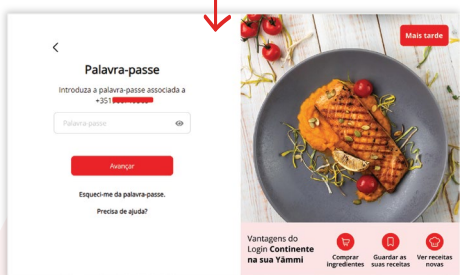 Palavra-passe
Introduza a palavra-passe associada a
+351
Palavra-passe
Avançar
Esqueci-me da palavra-passe.
Precisa de ajuda?
Mais tarde
Vantagens do
Login Continente
na sua Yämmi
Comprar
ingredientes
Guardar as
suas receitas
Ver receitas
novas